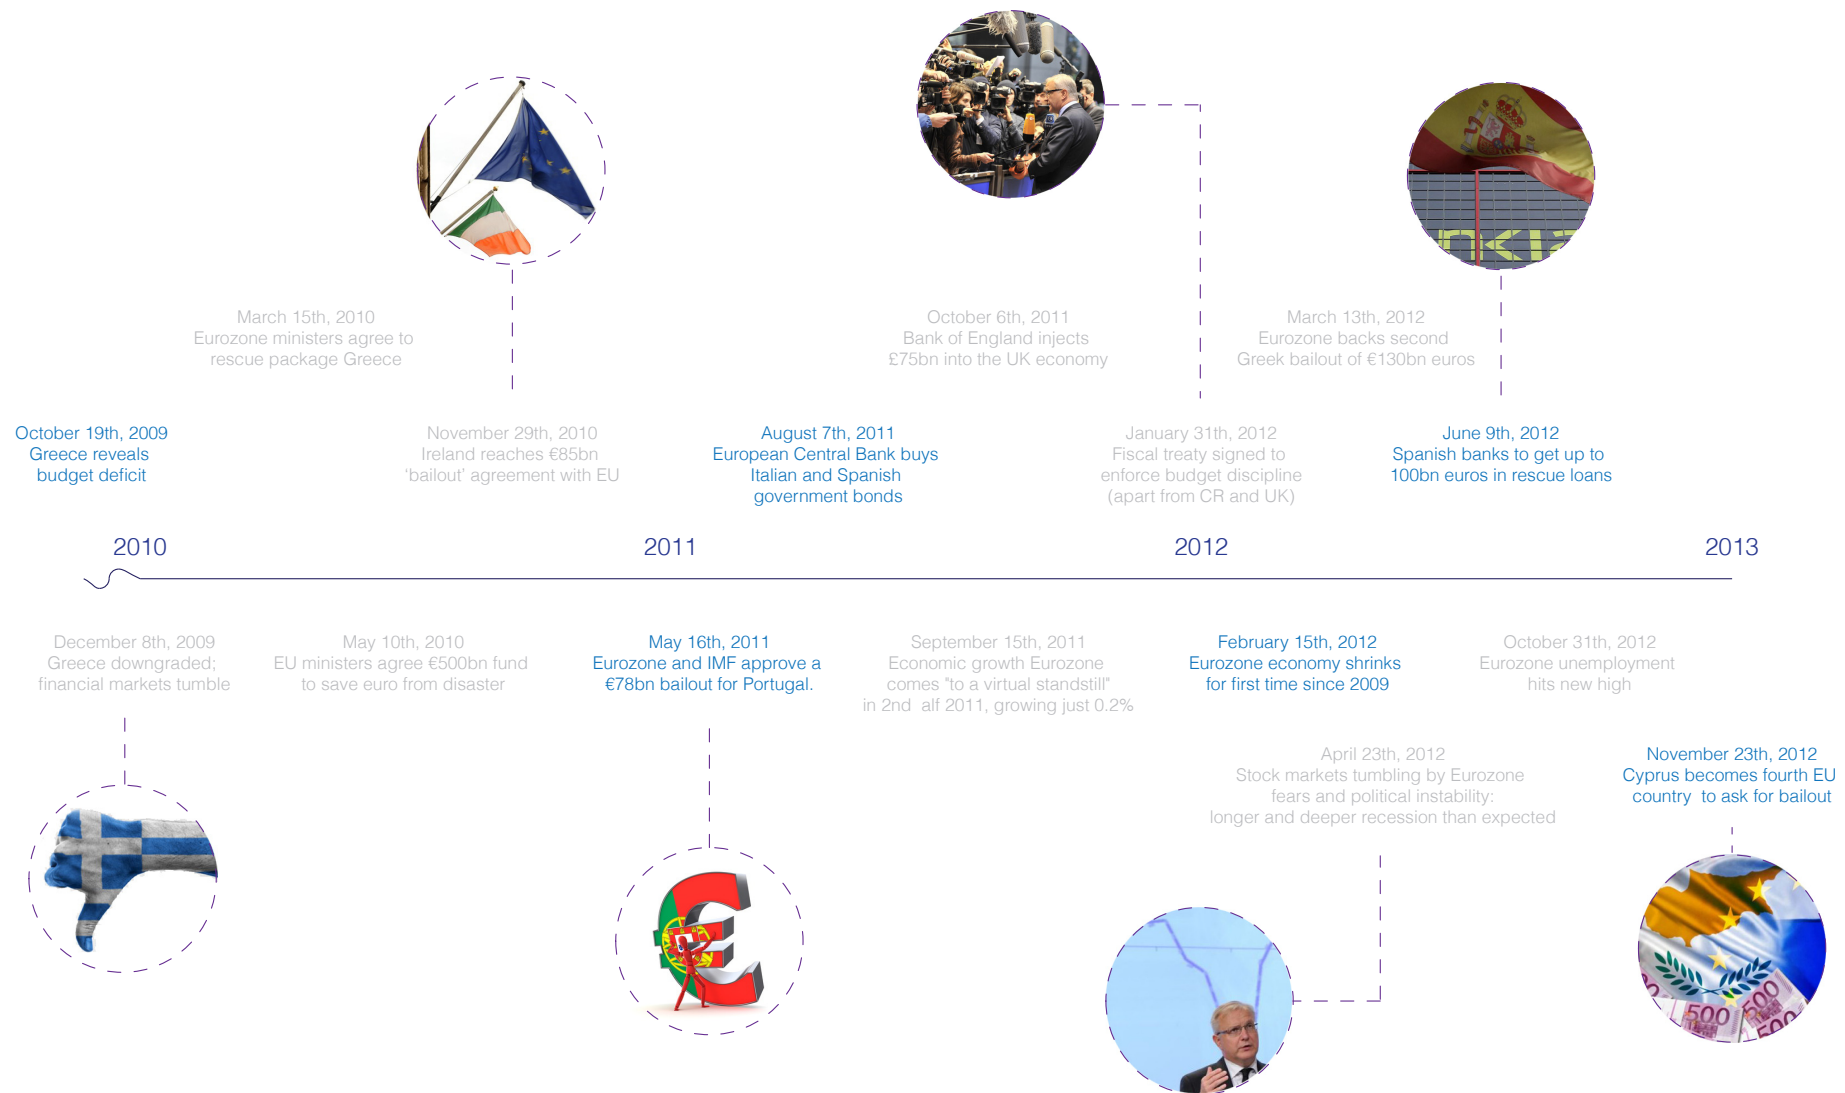 March 15th, 2010
Eurozone ministers agree to
rescue package Greece
October 6th, 2011
Bank of England injects
£75bn into the UK economy
March 13th, 2012
Eurozone backs second
Greek bailout of €130bn euros
October 19th, 2009
Greece reveals
budget deficit
November 29th, 2010
Ireland reaches €85bn
‘bailout’ agreement with EU
August 7th, 2011
European Central Bank buys
Italian and Spanish
government bonds
January 31th, 2012
Fiscal treaty signed to
enforce budget discipline
(apart from CR and UK)
June 9th, 2012
Spanish banks to get up to
100bn euros in rescue loans
2010
2011
2012
2013
December 8th, 2009
Greece downgraded;
financial markets tumble
May 10th, 2010
EU ministers agree €500bn fund
to save euro from disaster
May 16th, 2011
Eurozone and IMF approve a
€78bn bailout for Portugal.
September 15th, 2011
Economic growth Eurozone
comes "to a virtual standstill"
in 2nd  alf 2011, growing just 0.2%
February 15th, 2012
Eurozone economy shrinks
for first time since 2009
October 31th, 2012
Eurozone unemployment
hits new high
April 23th, 2012
Stock markets tumbling by Eurozone
fears and political instability:
longer and deeper recession than expected
November 23th, 2012
Cyprus becomes fourth EU
country  to ask for bailout
€
500
500
500